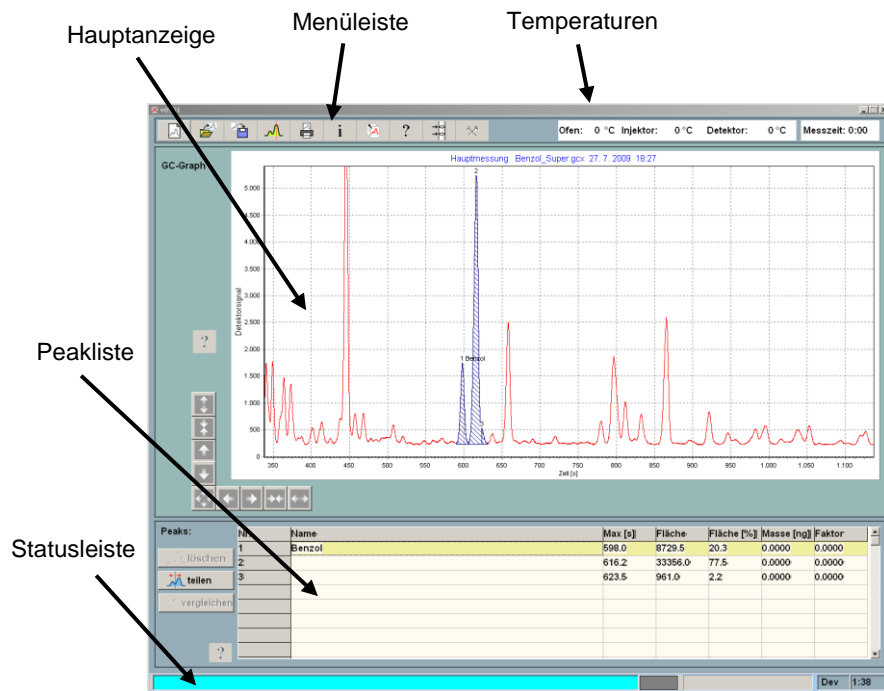 Menüleiste
Temperaturen
Hauptanzeige
i
?
Ofen: 0 °C Injektor: 0 °C Detektor: 0 °C
Messzeit: 0:00
GC-Graph
Hauptmessung Benzol_Super.gcx 27. 7. 2009 18:27
2
5.000
4.500
4.000
3.500
3.000
2.500
2.000
1.500
1.000
500
0
Detektorsignal
1 Benzol
3
350 400 450 500 550 600 650 700 750 800 850 900 950 1.000 1.050 1.100
Zeit [s]
?
Peakliste
Peaks:
Name Max [s] Fläche Fläche [%] Masse [ng] Faktor
1 Benzol 598.0 8729.5 20.3 0.0000 0.0000
2 616.2 33356.0 77.5 0.0000 0.0000
3 623.5 961.0 2.2 0.0000 0.0000
löschen
teilen
vergleichen
?
Statusleiste
Dev 1:38